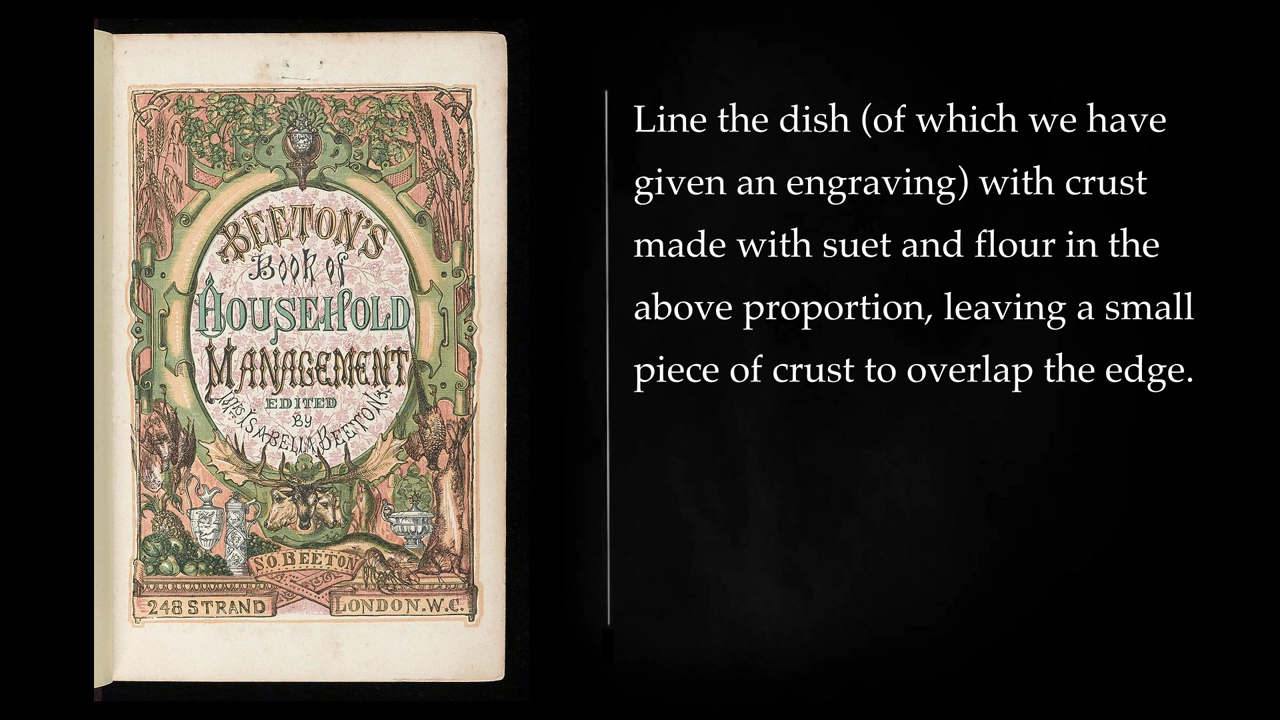 BEETON'S
Book of
HOUSEHOLD
MANAGEMENT
EDITED
BY
MRS ISABELLA BEETON
S.O. BEETON
248 STRAND
LONDON. W.C.
Line the dish (of which we have
given an engraving) with crust
made with suet and flour in the
above proportion, leaving a small
piece of crust to overlap the edge.